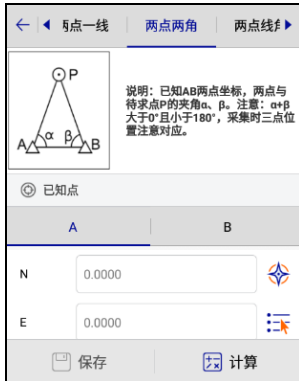 两点一线
两点两角
两点线角
P
α
β
A
B
说明：已知AB两点坐标，两点与
待求点P的夹角α、β。注意：α+β
大于0°且小于180°，采集时三点位
置注意对应。
已知点
A
B
N
0.0000
E
0.0000
保存
计算